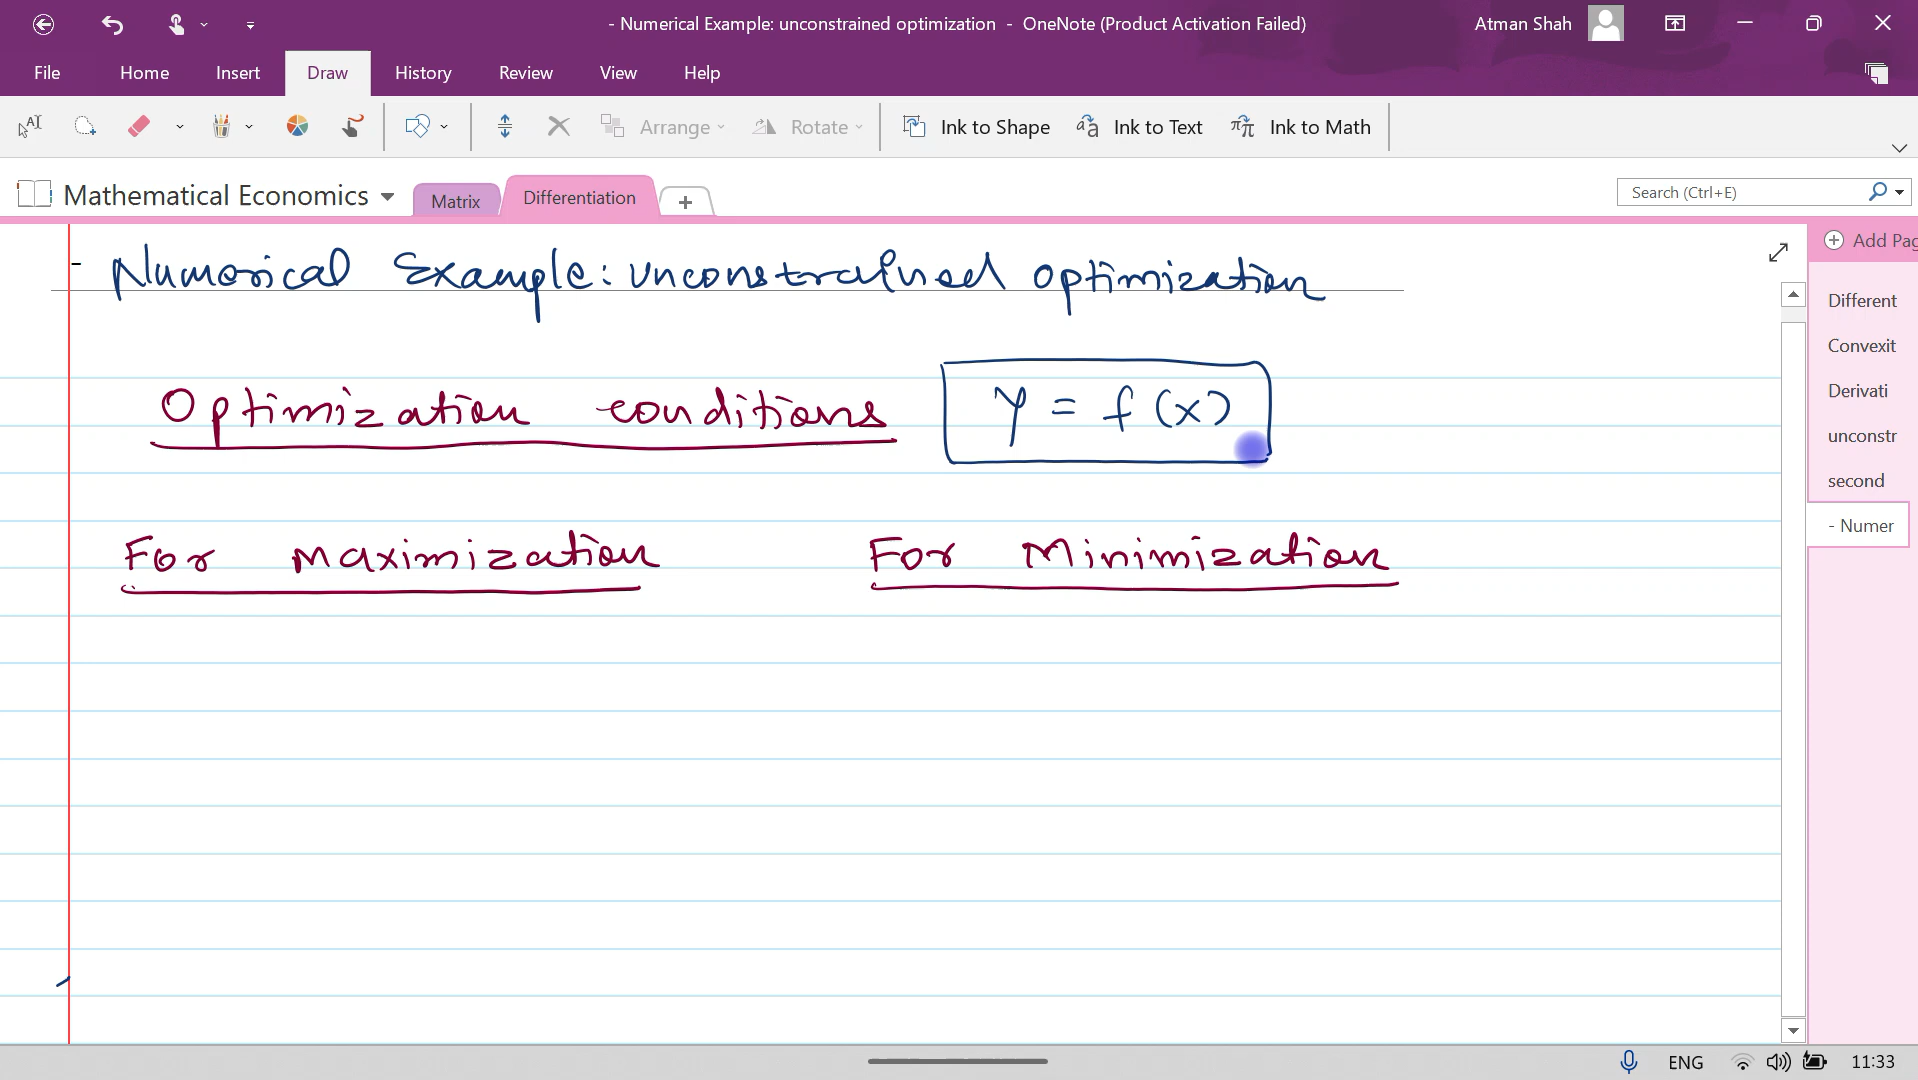 - Numerical Example: unconstrained optimization - OneNote (Product Activation Failed)
Atman Shah
File Home Insert Draw History Review View Help
Arrange Rotate Ink to Shape Ink to Text Ink to Math
Mathematical Economics Matrix Differentiation + Search (Ctrl+E)
Add Pag
- Numerical Example: unconstrained optimization
Optimization conditions Y = f (x)
For maximization For Minimization
Different
Convexit
Derivati
unconstr
second
- Numer
ENG 11:33